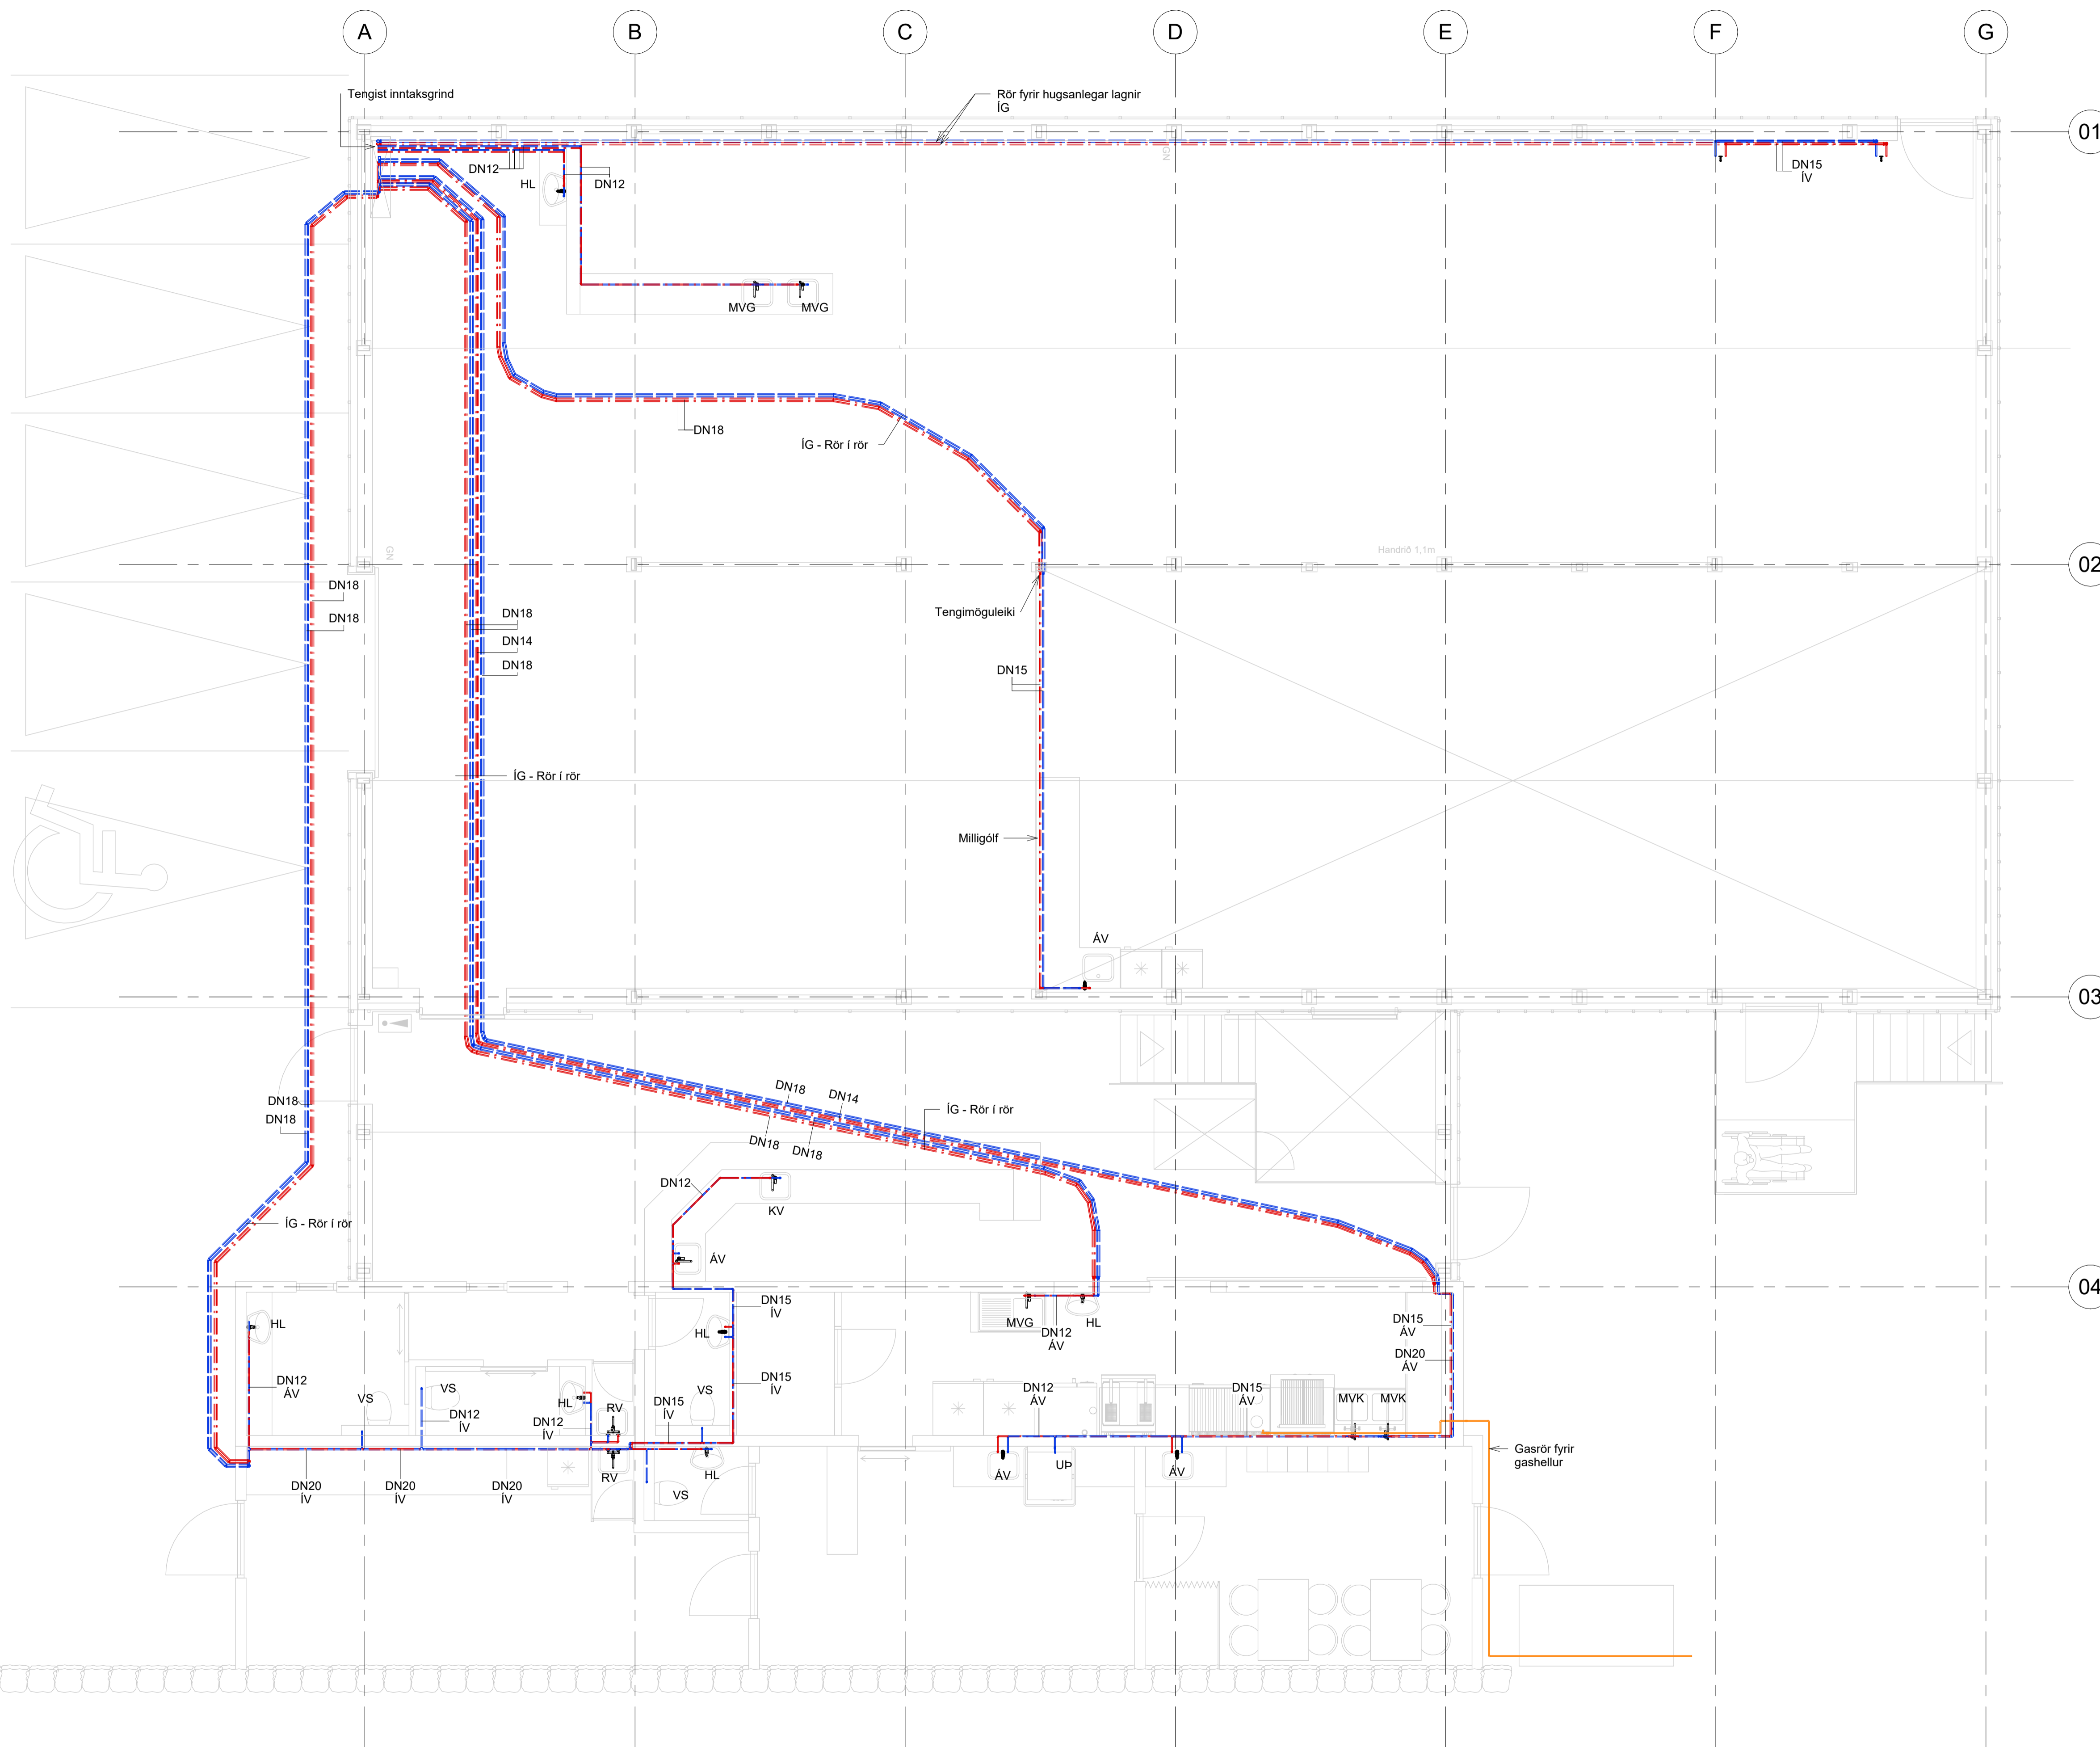 A
B
C
D
E
F
G
Tengist inntaksgrind
Rör fyrir hugsanlegar lagnir
ÍG
01
GN
DN12
HL
DN12
DN15
ÍV
MVG
MVG
DN18
ÍG - Rör í rör
GN
Handrið 1,1m
02
DN18
DN18
DN18
DN14
DN18
Tengimöguleiki
DN15
ÍG - Rör í rör
Milligólf
ÁV
03
DN18
DN18
DN18
DN14
DN18
DN18
ÍG - Rör í rör
DN12
KV
ÍG - Rör í rör
ÁV
04
HL
DN15
ÍV
HL
MVG
DN12
ÁV
HL
DN15
ÁV
DN20
ÁV
DN12
ÁV
VS
VS
DN12
ÍV
HL
DN12
ÍV
RV
DN15
ÍV
VS
DN15
ÍV
DN12
ÁV
DN15
ÁV
MVK
MVK
Gasrör fyrir
gashellur
DN20
ÍV
DN20
ÍV
DN20
ÍV
RV
HL
VS
ÁV
UÞ
ÁV